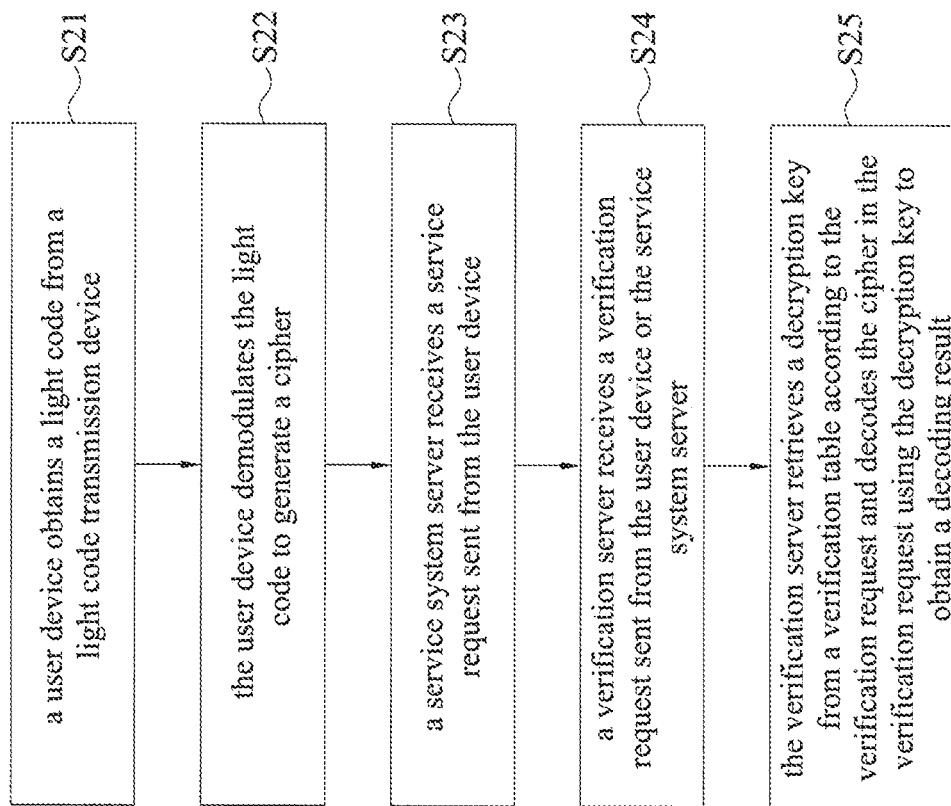 a user device obtains a light code from a
light code transmission device
S21
the user device demodulates the light
code to generate a cipher
S22
a service system server receives a service
request sent from the user device
S23
a verification server receives a verification
request sent from the user device or the service
system server
S24
the verification server retrieves a decryption key
from a verification table according to the
verification request and decodes the cipher in the
verification request using the decryption key to
obtain a decoding result
S25